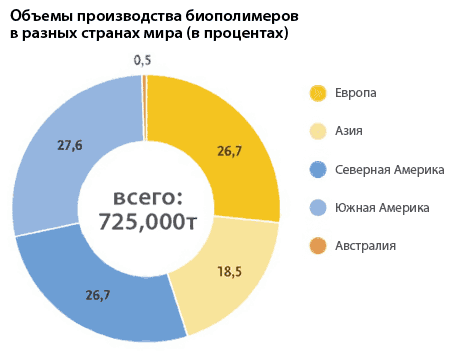 Объемы производства биополимеров
в разных странах мира (в процентах)
0,5
27,6
26,7
всего:
725,000т
18,5
26,7
Европа
Азия
Северная Америка
Южная Америка
Австралия